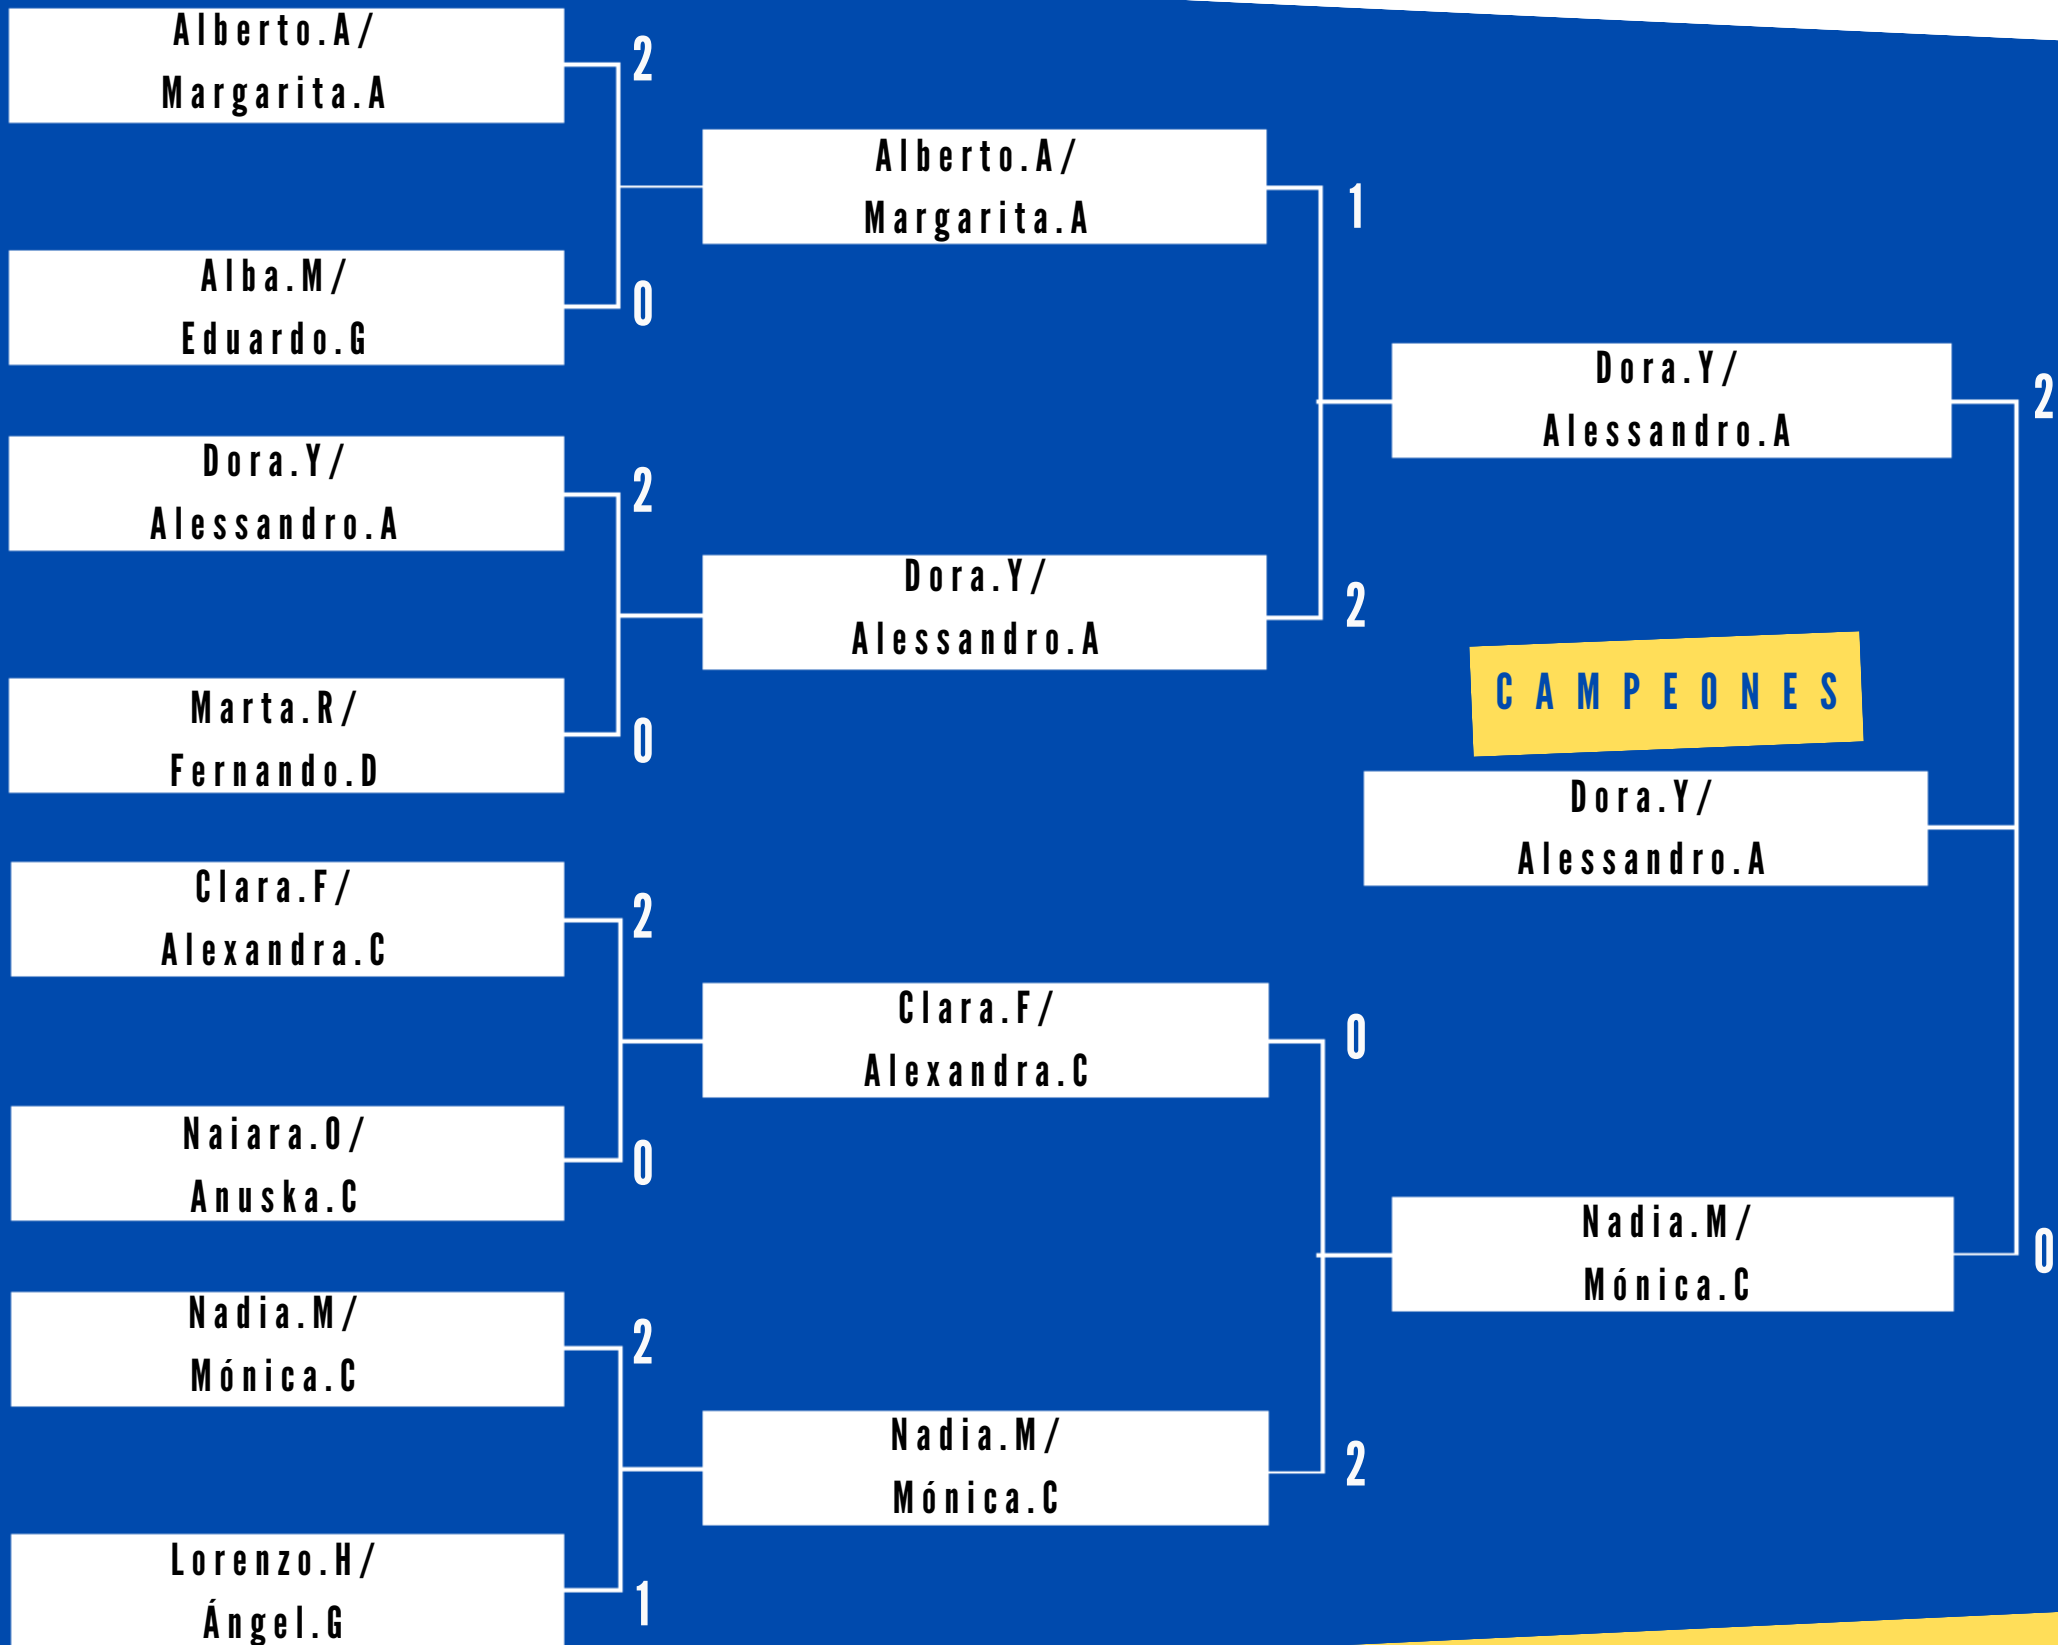 Alberto.A/
Margarita.A
2
Alba.M/
Eduardo.G
0
Dora.Y/
Alessandro.A
2
Marta.R/
Fernando.D
0
Clara.F/
Alexandra.C
2
Naiara.O/
Anuska.C
0
Nadia.M/
Mónica.C
2
Lorenzo.H/
Ángel.G
1
Alberto.A/
Margarita.A
1
Dora.Y/
Alessandro.A
2
Clara.F/
Alexandra.C
0
Nadia.M/
Mónica.C
2
Dora.Y/
Alessandro.A
2
CAMPEONES
Dora.Y/
Alessandro.A
Nadia.M/
Mónica.C
0